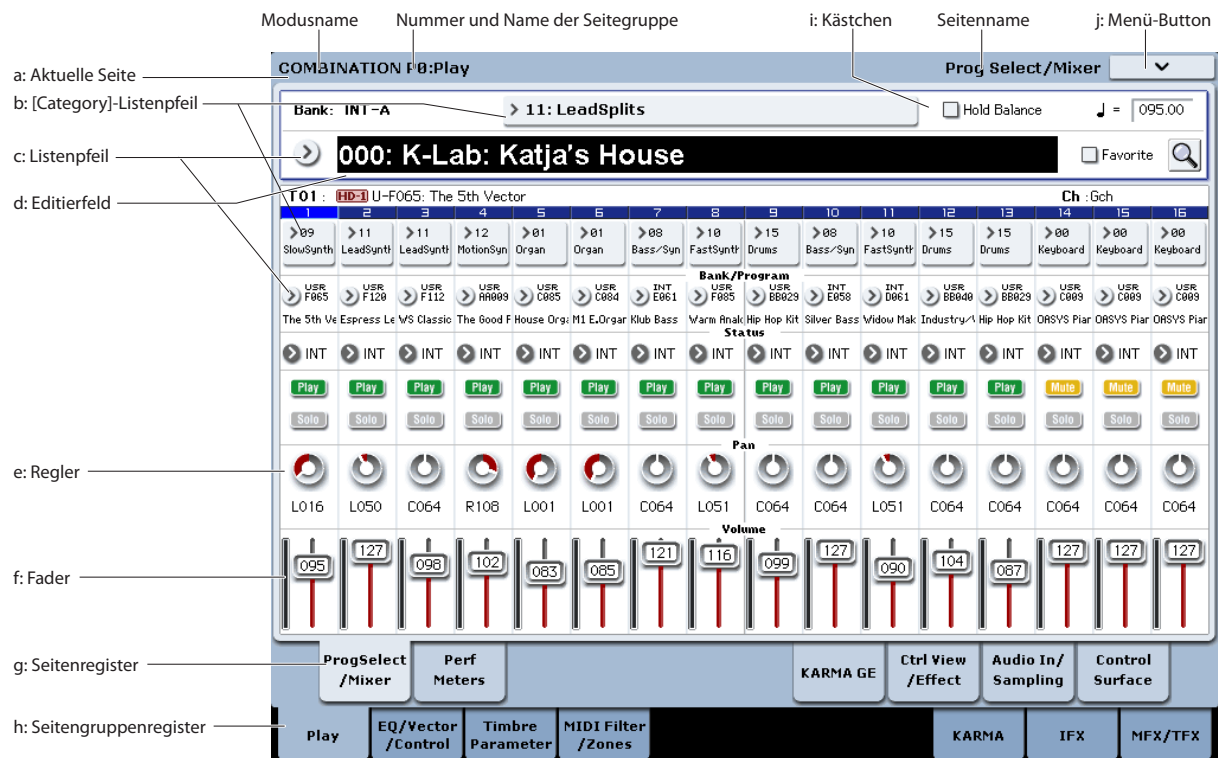 Modusname Nummer und Name der Seitegruppe i: Kästchen Seitenname j: Menü-Button
a: Aktuelle Seite
COMBINATION P0:Play Prog Select/Mixer
b: [Category]-Listenpfeil
Bank: INT-A > 11: LeadSplits Hold Balance ♩ = 095.00
c: Listenpfeil
000: K-Lab: Katja's House Favorite
d: Editierfeld
T01 : HD-1 U-F065: The 5th Vector Ch :Gch
1 2 3 4 5 6 7 8 9 10 11 12 13 14 15 16
>09 >11 >11 >12 >01 >01 >08 >10 >15 >08 >10 >15 >15 >00 >00 >00
SlowSynth LeadSynth LeadSynth MotionSyn Organ Organ Bass/Syn FastSynth Drums Bass/Syn FastSynth Drums Drums Keyboard Keyboard Keyboard
Bank/Program
USR USR USR USR USR USR INT USR USR INT INT USR USR USR USR USR
F065 F120 F112 AA009 C085 C084 E061 F085 BB029 E058 D061 BB040 BB029 C009 C009 C009
The 5th Ve Espress Le WS Classic The Good F House Orga M1 E.Organ Klub Bass Warm Analo Hip Hop Kit Silver Bass Widow Mak Industry/\ Hip Hop Kit OASYS Piar OASYS Piar OASYS Piar
Status
INT INT INT INT INT INT INT INT INT INT INT INT INT INT INT INT
Play Play Play Play Play Play Play Play Play Play Play Play Play Mute Mute Mute
Solo Solo Solo Solo Solo Solo Solo Solo Solo Solo Solo Solo Solo Solo Solo Solo
Pan
e: Regler
L016 L050 C064 R108 L001 L001 C064 L051 C064 C064 L051 C064 C064 C064 C064 C064
Volume
f: Fader
095 127 098 102 083 085 121 116 099 127 090 104 087 127 127 127
g: Seitenregister
ProgSelect Perf KARMA GE Ctrl View Audio In/ Control
/Mixer Meters /Effect Sampling Surface
h: Seitengruppenregister
Play EQ/Vector Timbre MIDI Filter KARMA IFX MFX/TFX
/Control Parameter /Zones